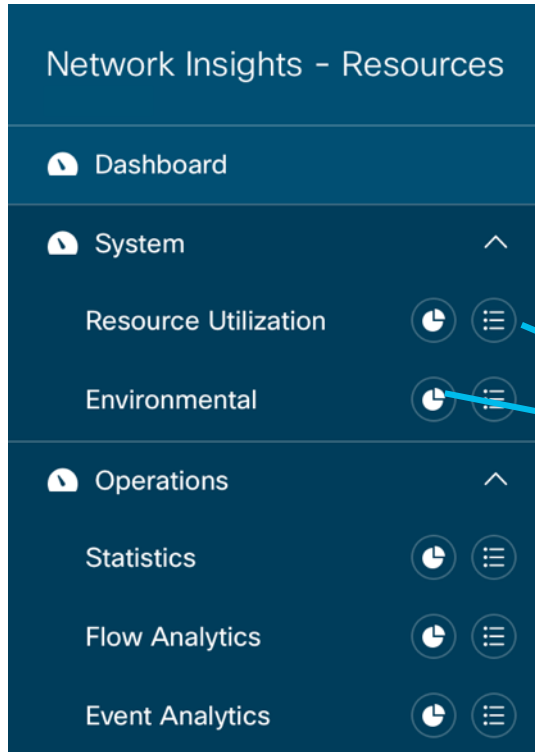 Network Insights - Resources
Dashboard
System
Resource Utilization
Environmental
Operations
Statistics
Flow Analytics
Event Analytics